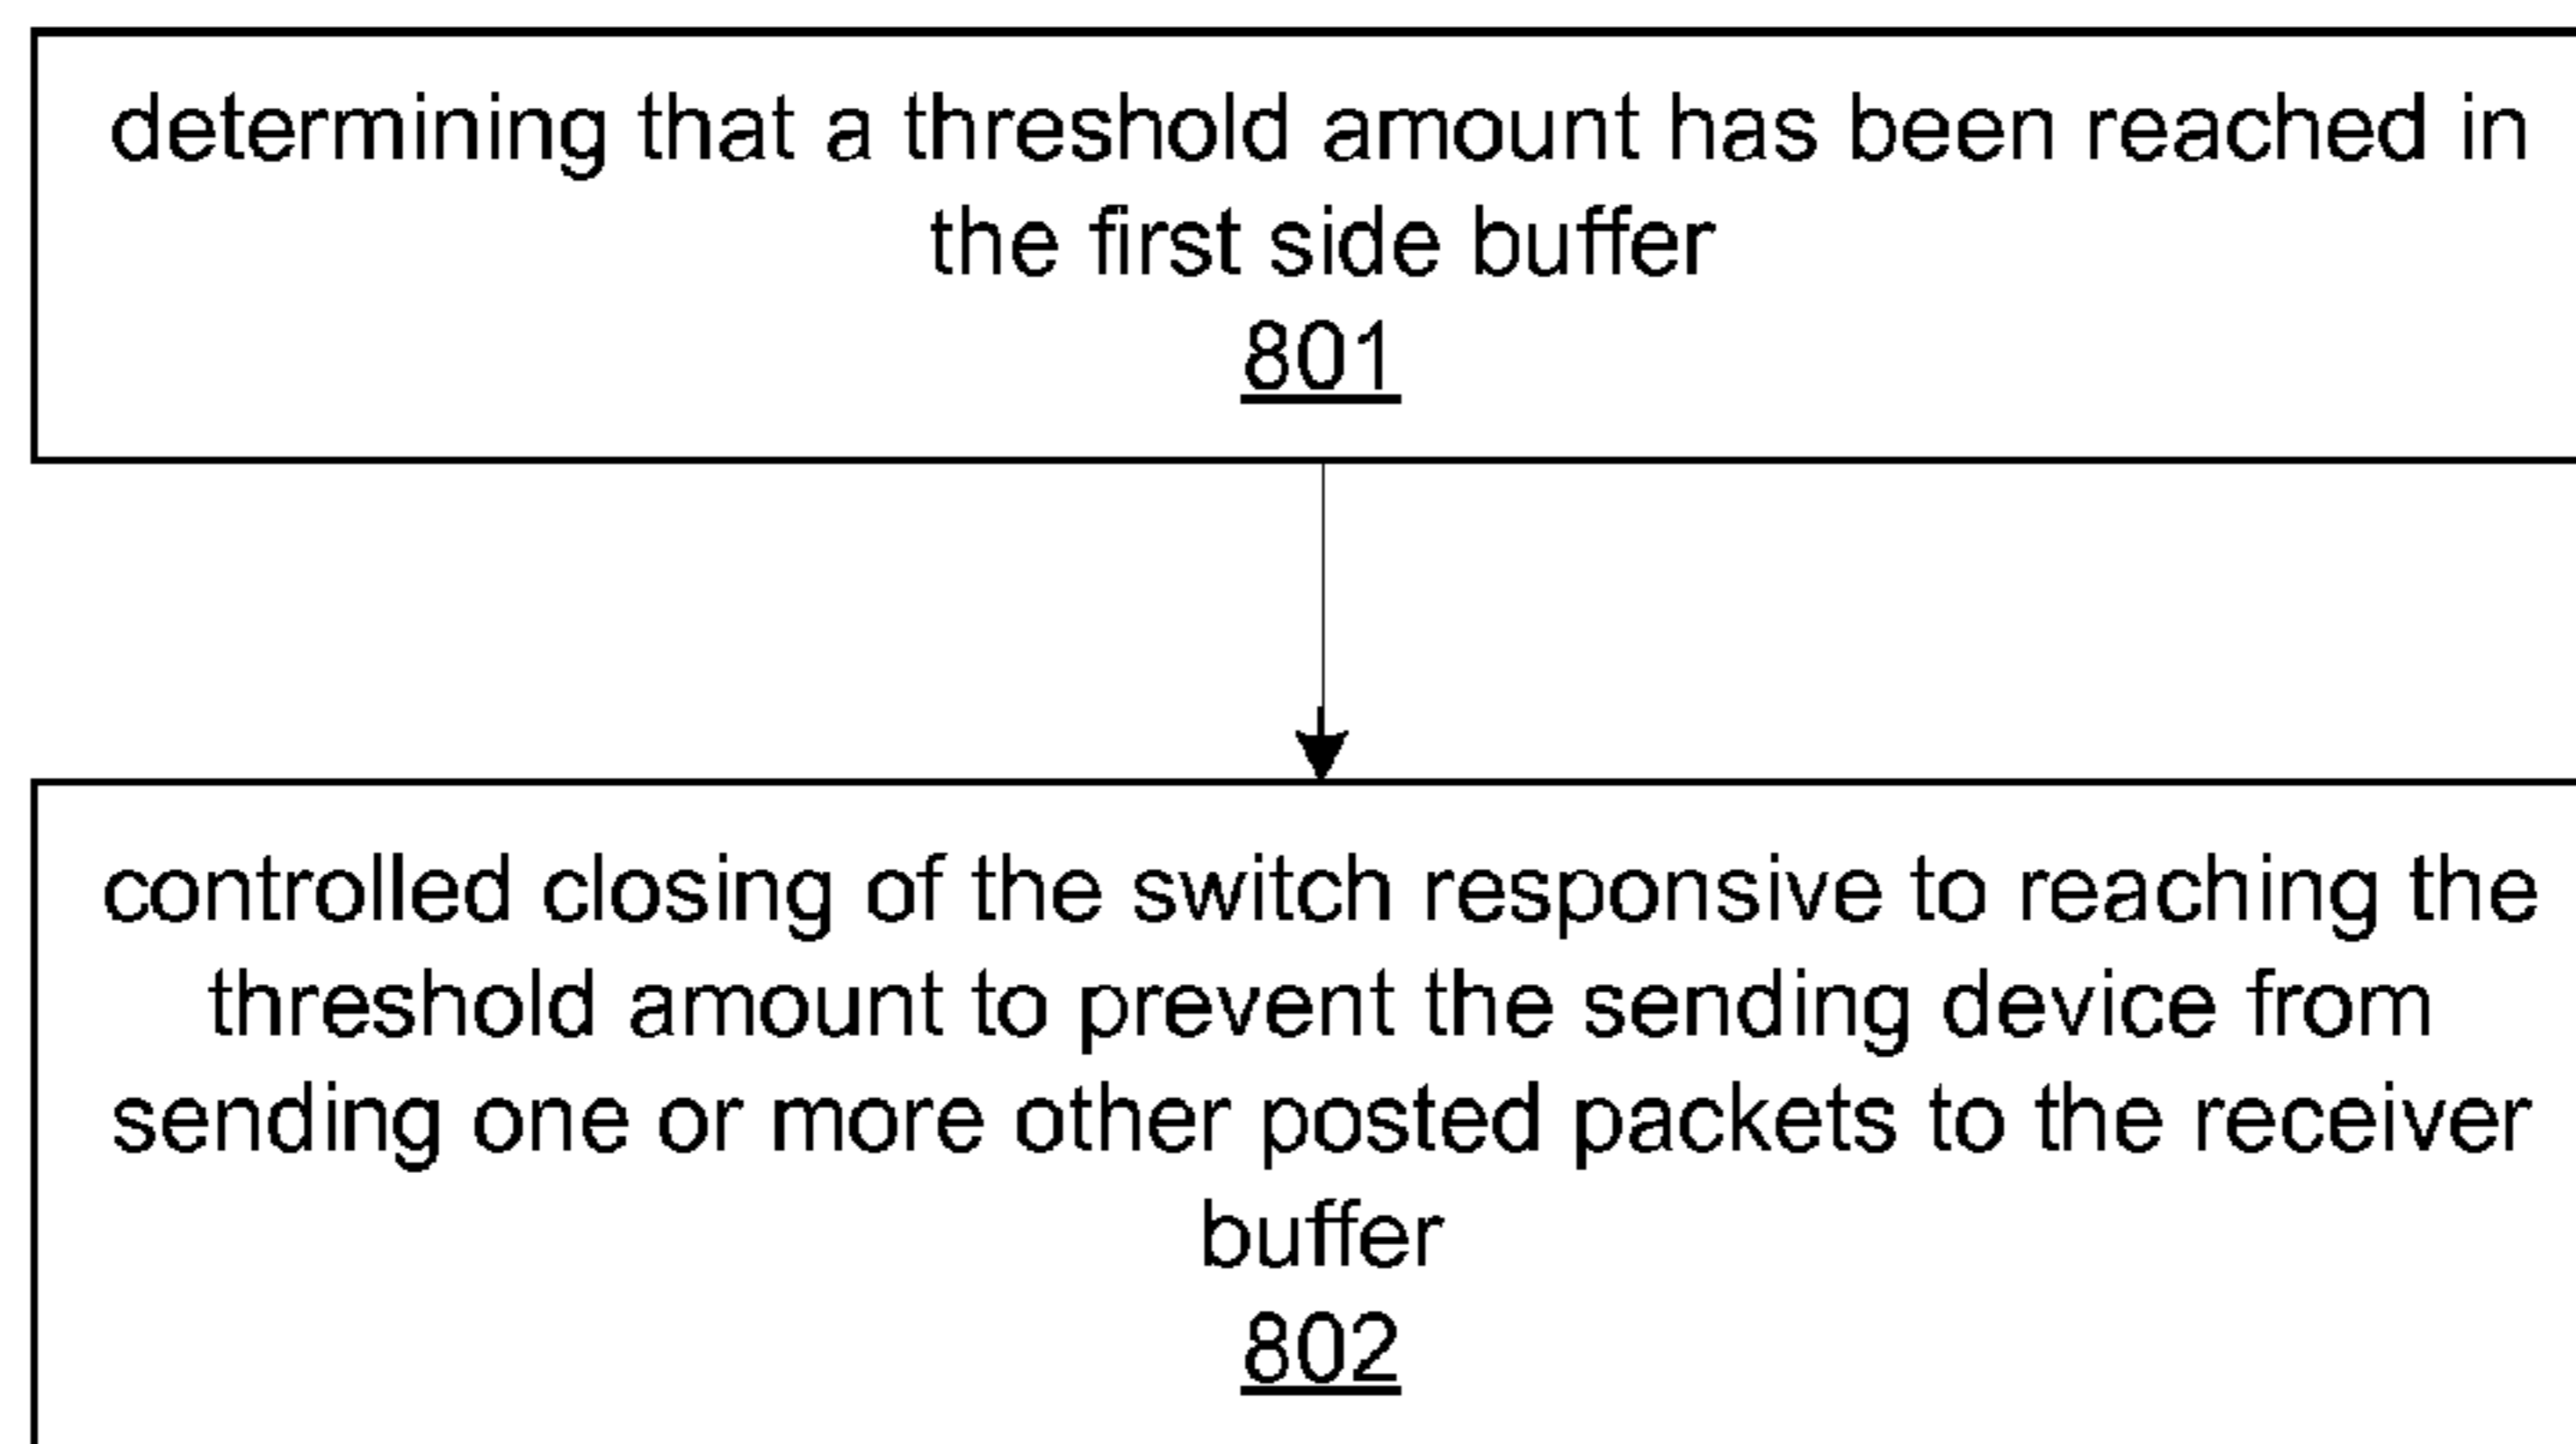 determining that a threshold amount has been reached in
the first side buffer
801
controlled closing of the switch responsive to reaching the
threshold amount to prevent the sending device from
sending one or more other posted packets to the receiver
buffer
802